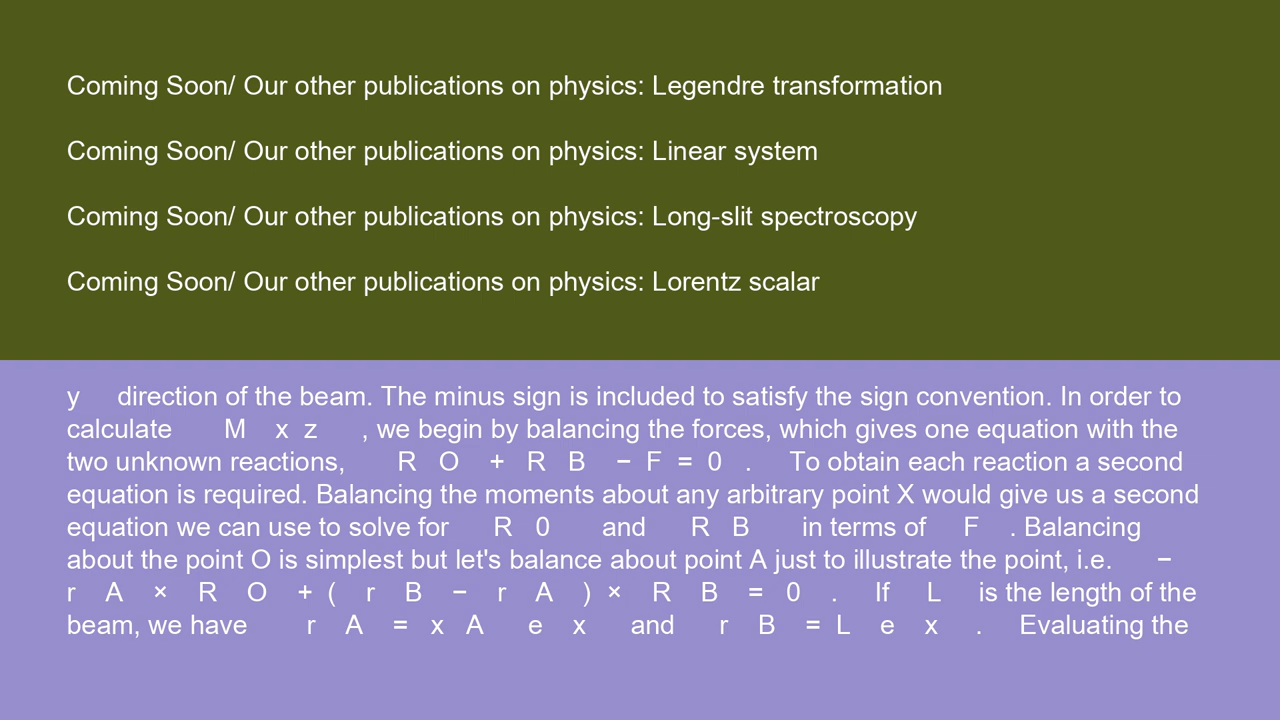 Coming Soon/ Our other publications on physics: Legendre transformation
Coming Soon/ Our other publications on physics: Linear system
Coming Soon/ Our other publications on physics: Long-slit spectroscopy
Coming Soon/ Our other publications on physics: Lorentz scalar
y direction of the beam. The minus sign is included to satisfy the sign convention. In order to
calculate M x z , we begin by balancing the forces, which gives one equation with the
two unknown reactions, R O + R B − F = 0 . To obtain each reaction a second
equation is required. Balancing the moments about any arbitrary point X would give us a second
equation we can use to solve for R 0 and R B in terms of F . Balancing
about the point O is simplest but let's balance about point A just to illustrate the point, i.e. −
r A × R O + ( r B − r A ) × R B = 0 . If L is the length of the
beam, we have r A = x A e x and r B = L e x . Evaluating the